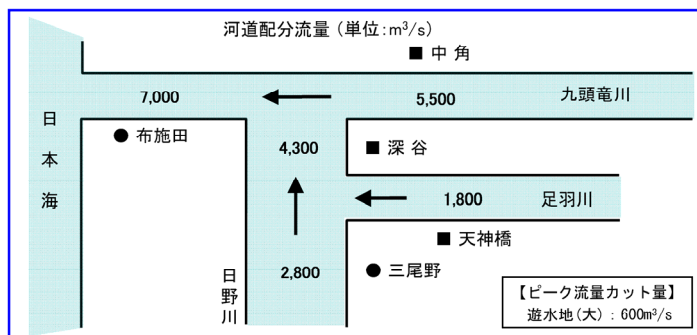 河道配分流量 (単位:m³/s)
■ 中 角
7,000
5,500
九頭竜川
日本海
● 布施田
4,300
■ 深 谷
1,800
足羽川
■ 天神橋
2,800
● 三尾野
日野川
【ピーク流量カット量】
遊水地(大) : 600m³/s